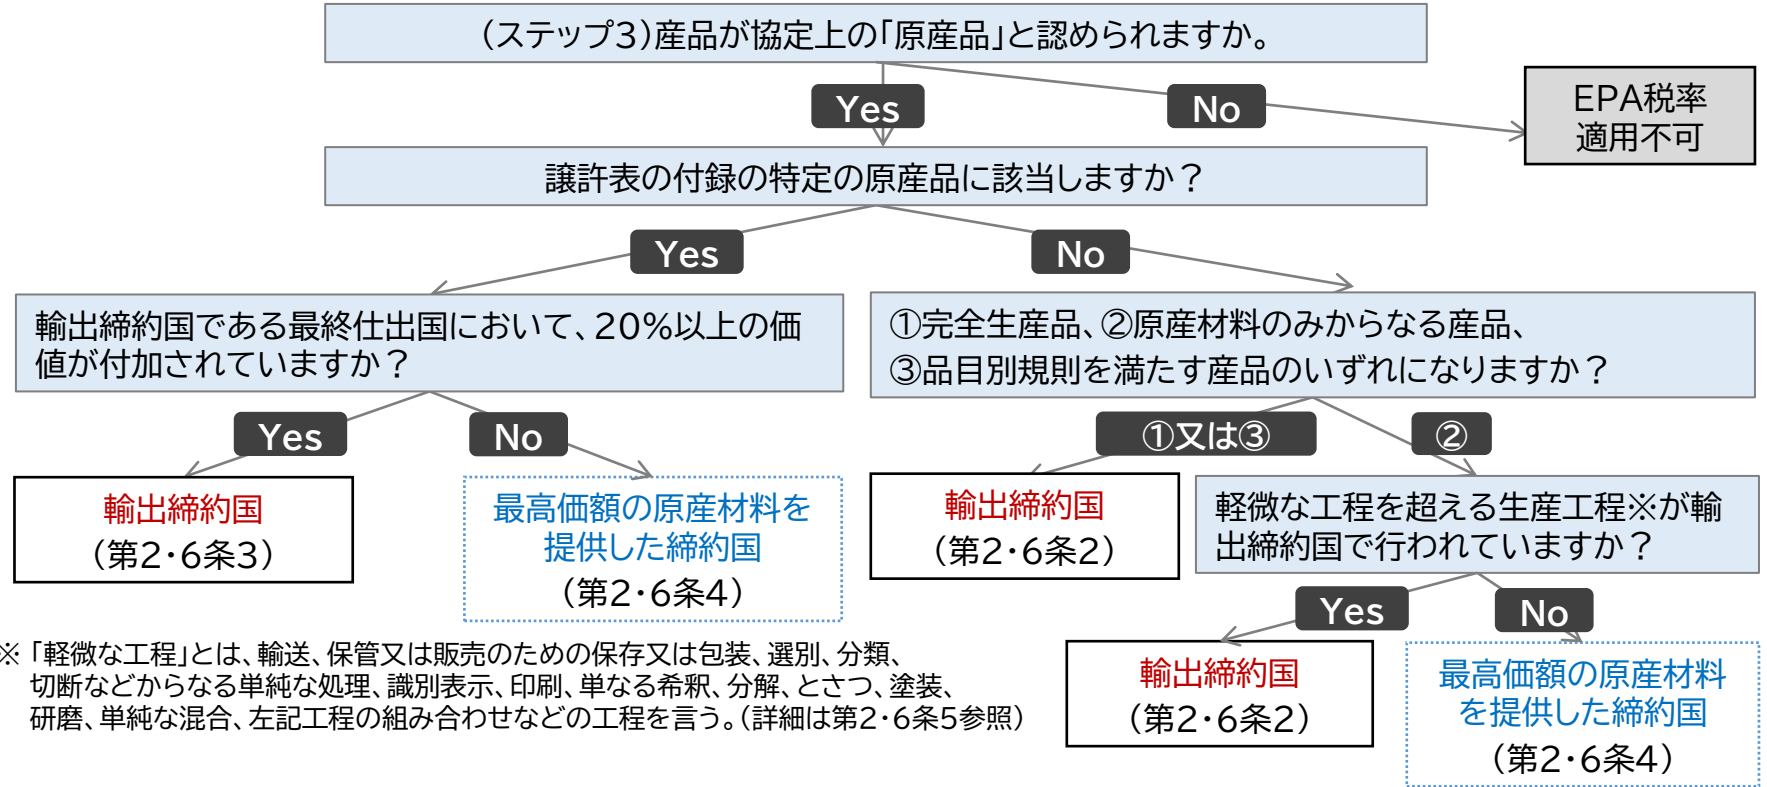 （ステップ3）産品が協定上の「原産品」と認められますか。
Yes
No
EPA税率
適用不可
譲許表の付録の特定の原産品に該当しますか？
Yes
No
輸出締約国である最終仕出国において、20%以上の価
値が付加されていますか？
①完全生産品、②原産材料のみからなる産品、
③品目別規則を満たす産品のいずれになりますか？
Yes
No
①又は③
②
輸出締約国
（第2・6条3）
最高価額の原産材料を
提供した締約国
（第2・6条4）
輸出締約国
（第2・6条2）
軽微な工程を超える生産工程※が輸
出締約国で行われていますか？
Yes
No
輸出締約国
（第2・6条2）
最高価額の原産材料
を提供した締約国
（第2・6条4）
※「軽微な工程」とは、輸送、保管又は販売のための保存又は包装、選別、分類、
切断などからなる単純な処理、識別表示、印刷、単なる希釈、分解、とさつ、塗装、
研磨、単純な混合、左記工程の組み合わせなどの工程を言う。（詳細は第2・6条5参照）